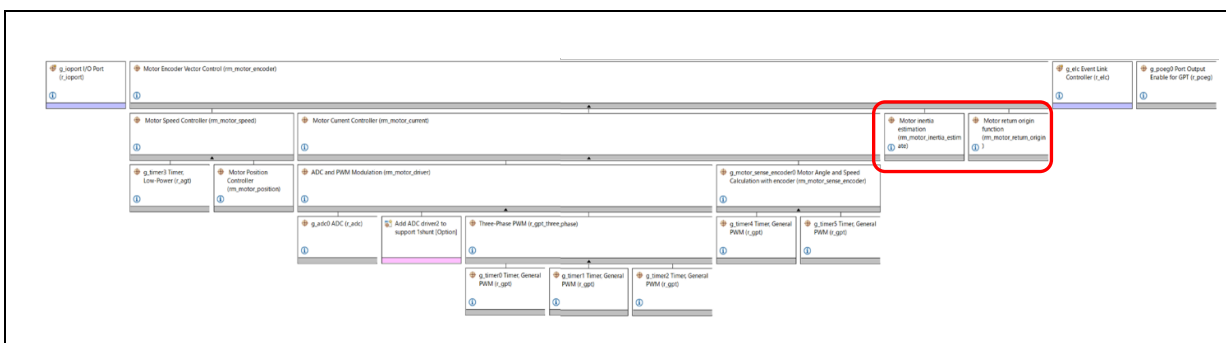 g_ioport I/O Port
(r_ioport)
Motor Encoder Vector Control (rm_motor_encoder)
g_elc Event Link
Controller (r_elc)
g_poeg0 Port Output
Enable for GPT (r_poeg)
Motor Speed Controller (rm_motor_speed)
Motor Current Controller (rm_motor_current)
Motor inertia
estimation
(rm_motor_inertia_estim
ate)
Motor return origin
function
(rm_motor_return_origin
)
g_timer3 Timer,
Low-Power (r_agt)
Motor Position
Controller
(rm_motor_position)
ADC and PWM Modulation (rm_motor_driver)
g_motor_sense_encoder0 Motor Angle and Speed
Calculation with encoder (rm_motor_sense_encoder)
g_adc0 ADC (r_adc)
Add ADC driver2 to
support 1shunt [Option]
Three-Phase PWM (r_gpt_three_phase)
g_timer4 Timer, General
PWM (r_gpt)
g_timer5 Timer, General
PWM (r_gpt)
g_timer0 Timer, General
PWM (r_gpt)
g_timer1 Timer, General
PWM (r_gpt)
g_timer2 Timer, General
PWM (r_gpt)